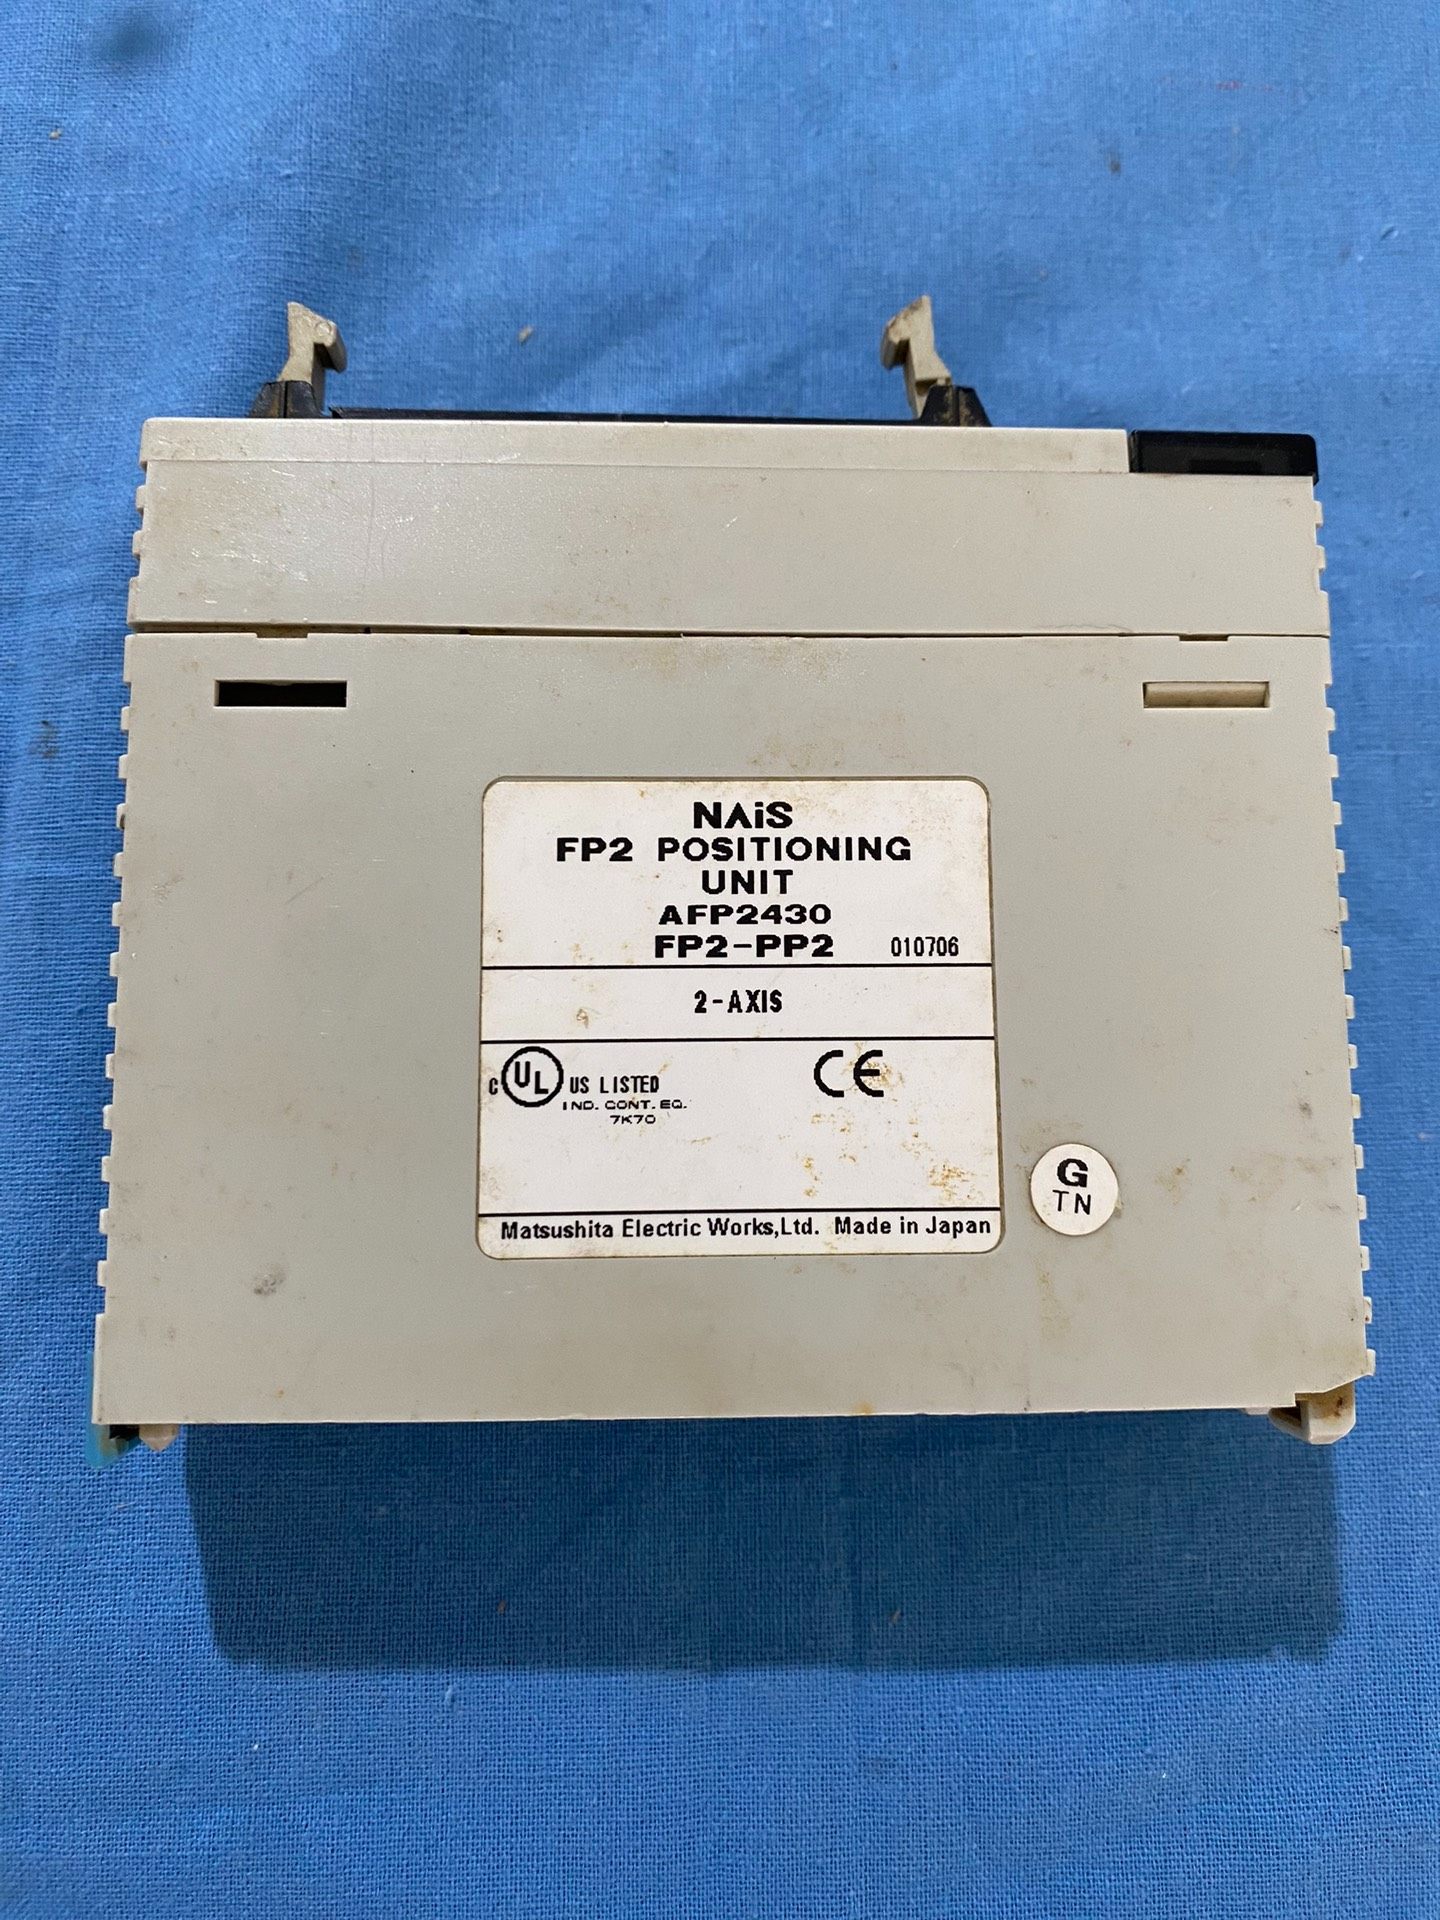 NAiS
FP2 POSITIONING
UNIT
AFP2430
FP2-PP2 010706
2-AXIS
C UL US LISTED CE
IND. CONT. EQ.
7K70
G
TN
Matsushita Electric Works,Ltd. Made in Japan